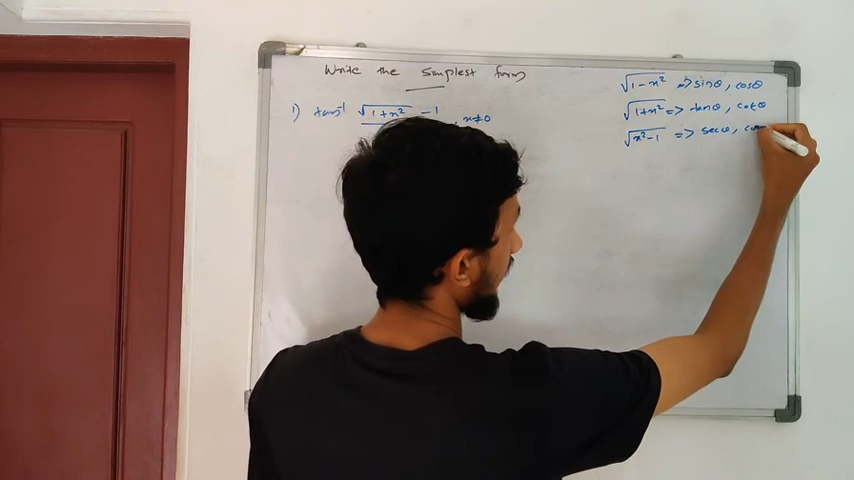 Write the simplest form
1) tan⁻¹ √1+x² -1 , x≠0
√1-x² => sinθ, cosθ
√1+x² => tanθ, cotθ
√x²-1 => secθ,